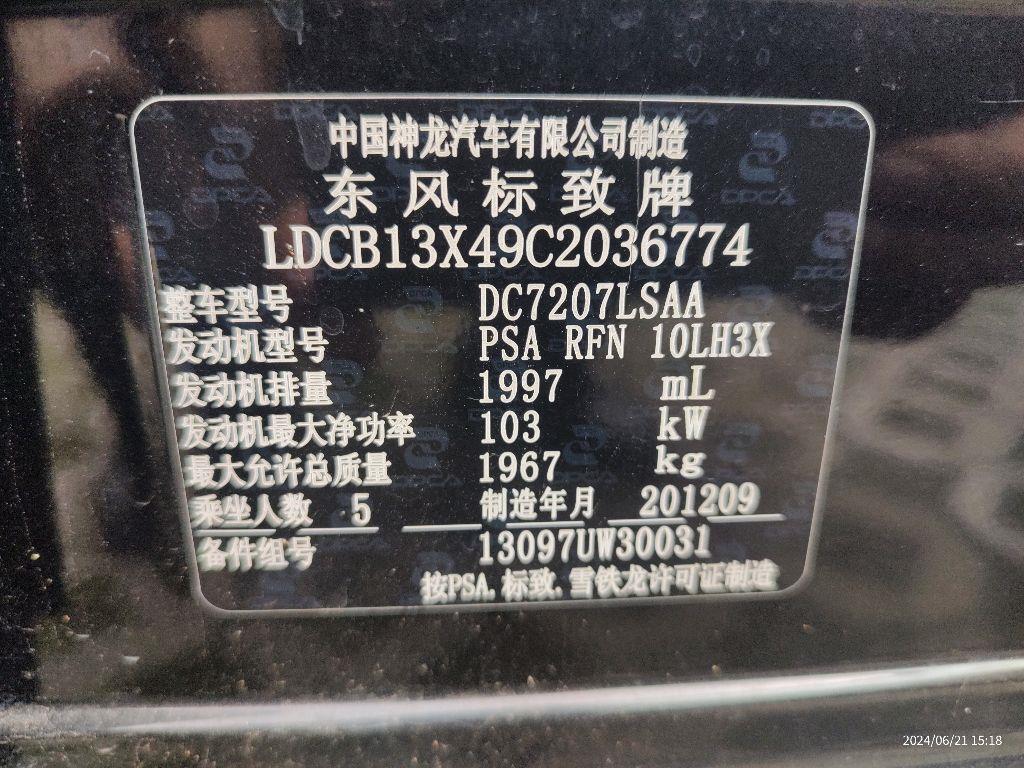 中国神龙汽车有限公司制造
东风标致牌
LDCB13X49C2036774
整车型号 DC7207LSAA
发动机型号 PSA RFN 10LH3X
发动机排量 1997 mL
发动机最大净功率 103 kW
最大允许总质量 1967 kg
乘坐人数 5 制造年月 201209
备件组号 13097UW30031
按PSA.标致.雪铁龙许可证制造
2024/06/21 15:18